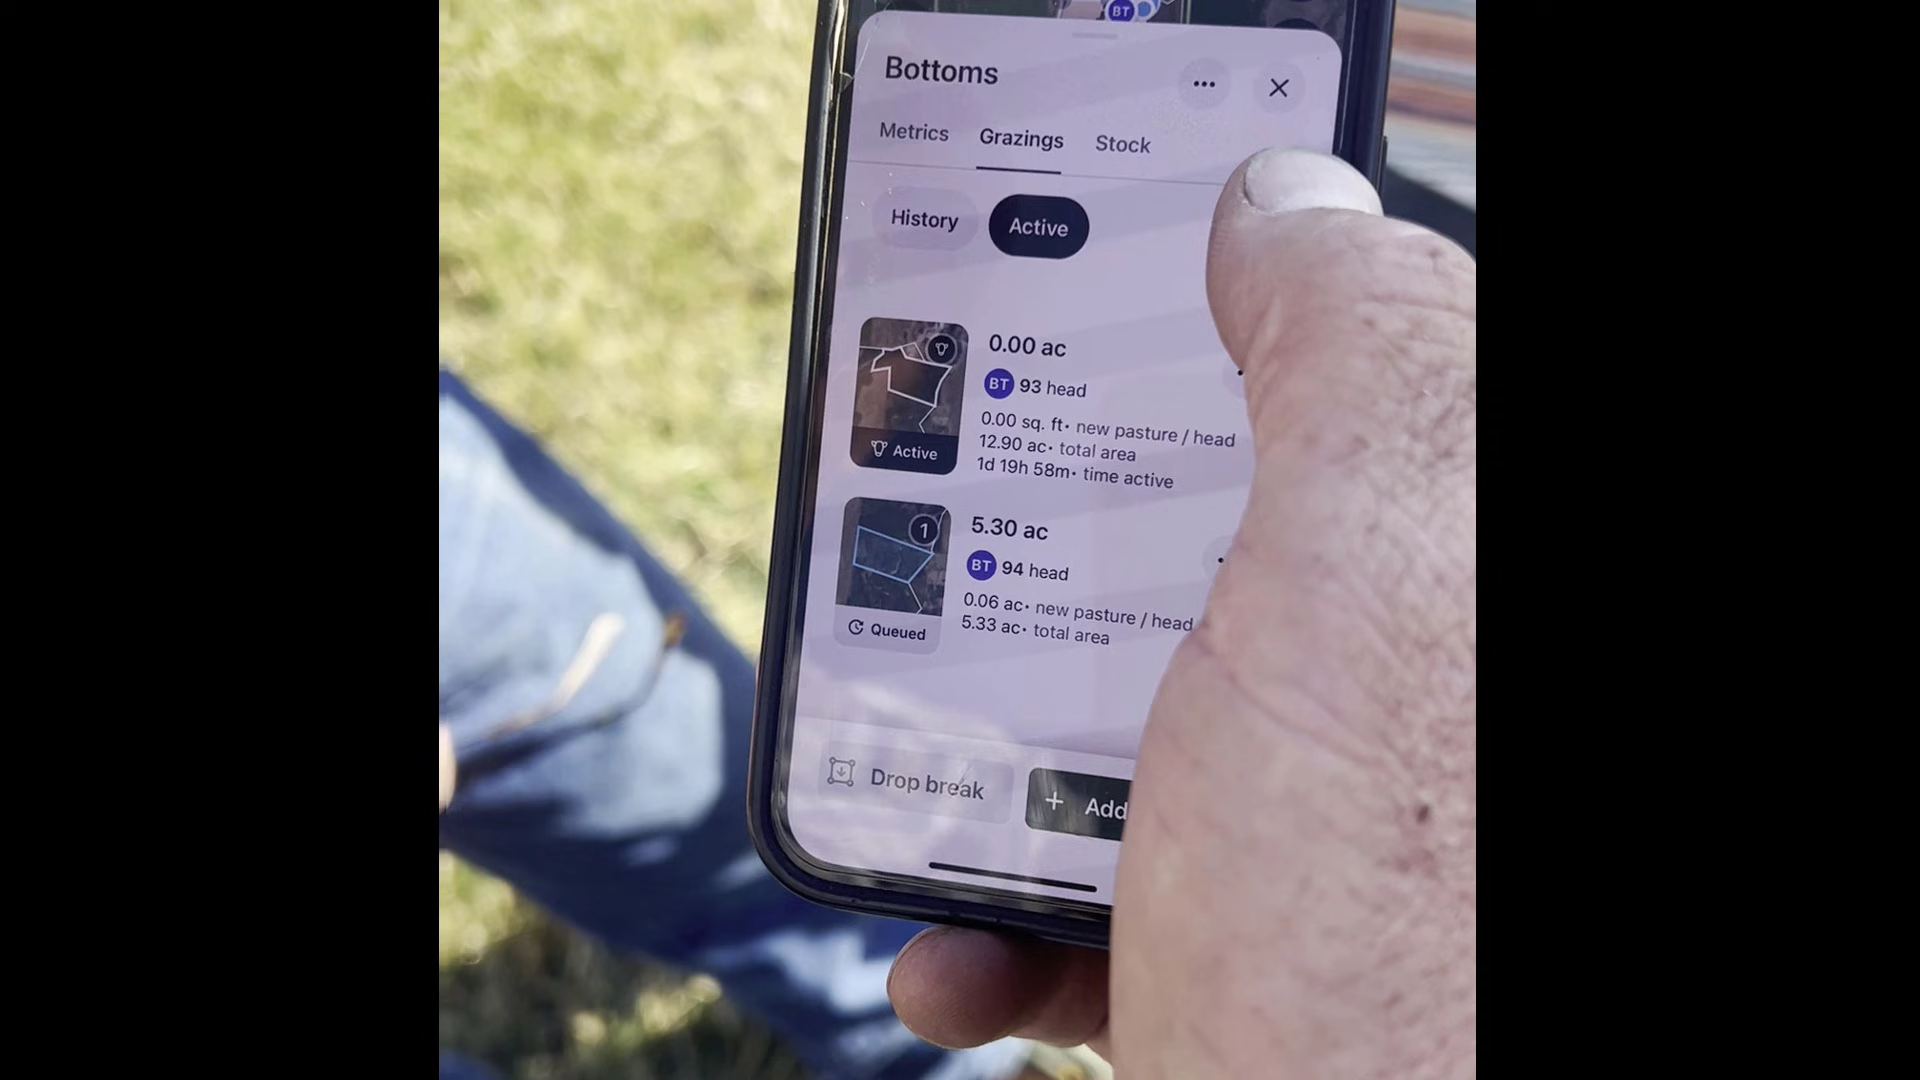 BT
Bottoms
Metrics Grazings Stock
History Active
0.00 ac
BT 93 head
0.00 sq. ft• new pasture / head
12.90 ac• total area
1d 19h 58m• time active
Active
1
5.30 ac
BT 94 head
0.06 ac• new pasture / head
5.33 ac• total area
Queued
Drop break + Add